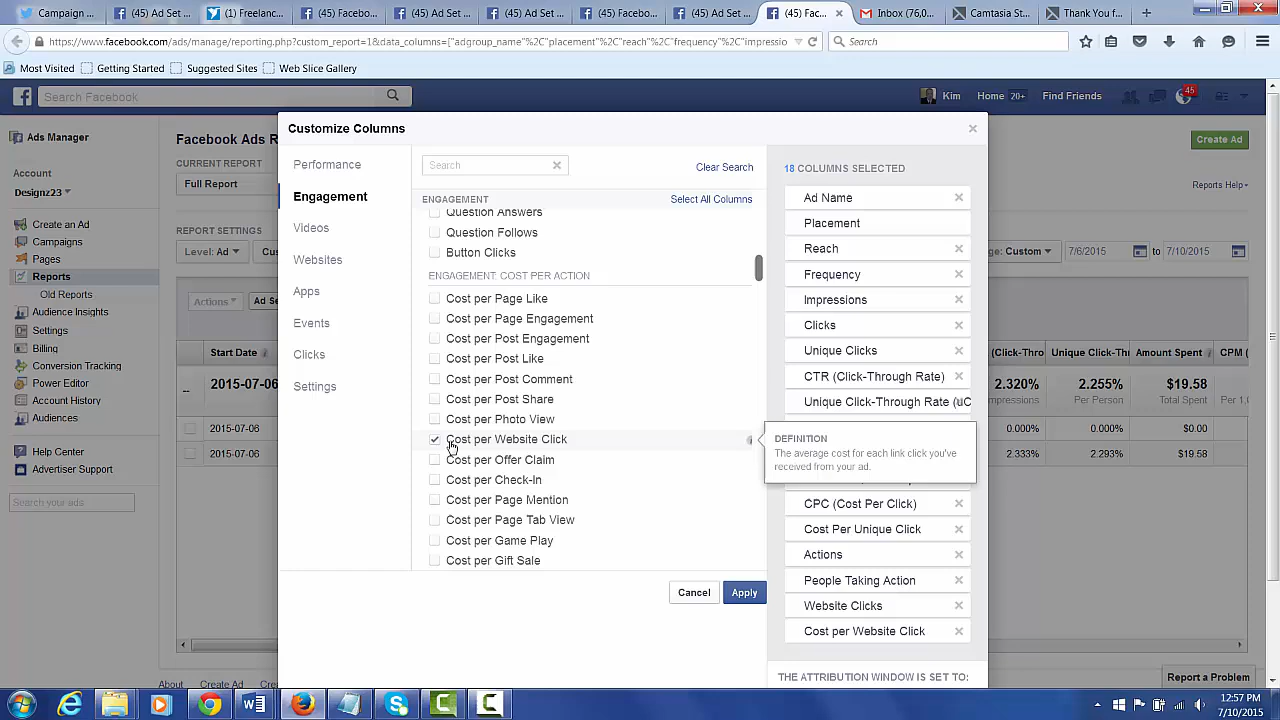 (45) Ad Set ...
(1) Freelanc...
(45) Facebo...
(45) Ad Set ...
(45) Ad Set ...
(45) Facebo...
(45) Ad Set ...
(45) Fac...
Inbox (76,0...
Camtasia St...
Thank You f...
https://www.facebook.com/ads/manage/reporting.php?custom_report=1&data_columns=["adgroup_name"%2C"placement"%2C"reach"%2C"frequency"%2C"impressio
Search
Most Visited
Getting Started
Suggested Sites
Web Slice Gallery
Search Facebook
Kim
Home 20+
Find Friends
45
Ads Manager
Account
Designz23
Create an Ad
Campaigns
Pages
Reports
Old Reports
Audience Insights
Settings
Billing
Conversion Tracking
Power Editor
Account History
Audiences
Help Center
Advertiser Support
Search your ads
Facebook Ads R
CURRENT REPORT
Full Report
REPORT SETTINGS
Level: Ad
Cus
Actions
Ad Se
Start Date
2015-07-06
2015-07-06
2015-07-06
About
Create Ad
Cre
Customize Columns
Performance
Engagement
Videos
Websites
Apps
Events
Clicks
Settings
Search
Clear Search
ENGAGEMENT
Select All Columns
Question Answers
Question Follows
Button Clicks
ENGAGEMENT: COST PER ACTION
Cost per Page Like
Cost per Page Engagement
Cost per Post Engagement
Cost per Post Like
Cost per Post Comment
Cost per Post Share
Cost per Photo View
Cost per Website Click
Cost per Offer Claim
Cost per Check-In
Cost per Page Mention
Cost per Page Tab View
Cost per Game Play
Cost per Gift Sale
Cancel
Apply
18 COLUMNS SELECTED
Ad Name
Placement
Reach
Frequency
Impressions
Clicks
Unique Clicks
CTR (Click-Through Rate)
Unique Click-Through Rate (uC
DEFINITION
The average cost for each link click you've
received from your ad.
CPC (Cost Per Click)
Cost Per Unique Click
Actions
People Taking Action
Website Clicks
Cost per Website Click
THE ATTRIBUTION WINDOW IS SET TO:
Create Ad
Reports Help
ge: Custom
7/6/2015
7/10/2015
(Click-Thro
Unique Click-Th
Amount Spent
CPM (
2.320%
2.255%
$19.58
mpressions
Per Person
Total Spent
Per 1,0
0.000%
0.000%
$0.00
2.333%
2.293%
$19.58
Report a Problem
12:57 PM
7/10/2015